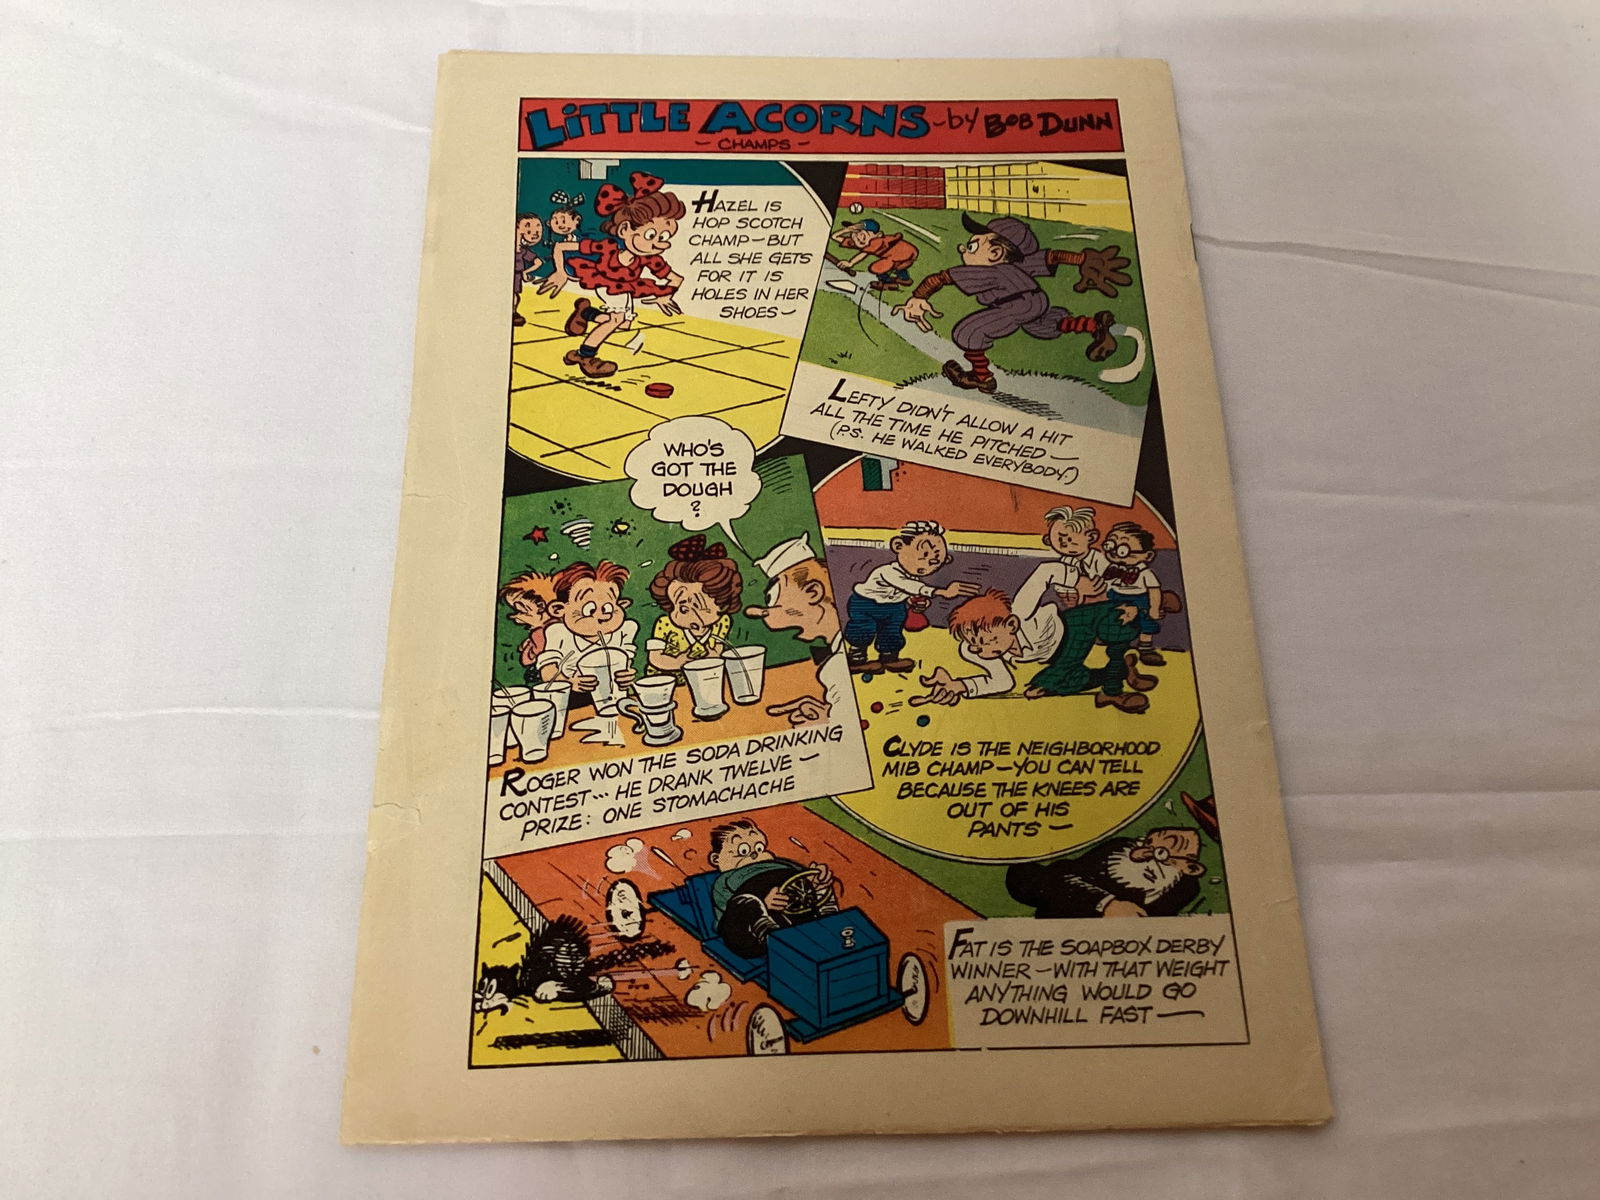 LITTLE ACORNS -by BOB DUNN
- CHAMPS -
HAZEL IS
HOP SCOTCH
CHAMP - BUT
ALL SHE GETS
FOR IT IS
HOLES IN HER
SHOES -
LEFTY DIDN'T ALLOW A HIT
ALL THE TIME HE PITCHED -
(P.S. HE WALKED EVERYBODY.)
WHO'S
GOT THE
DOUGH
?
ROGER WON THE SODA DRINKING
CONTEST... HE DRANK TWELVE -
PRIZE: ONE STOMACHACHE
CLYDE IS THE NEIGHBORHOOD
MIB CHAMP - YOU CAN TELL
BECAUSE THE KNEES ARE
OUT OF HIS
PANTS -
FAT IS THE SOAPBOX DERBY
WINNER - WITH THAT WEIGHT
ANYTHING WOULD GO
DOWNHILL FAST -